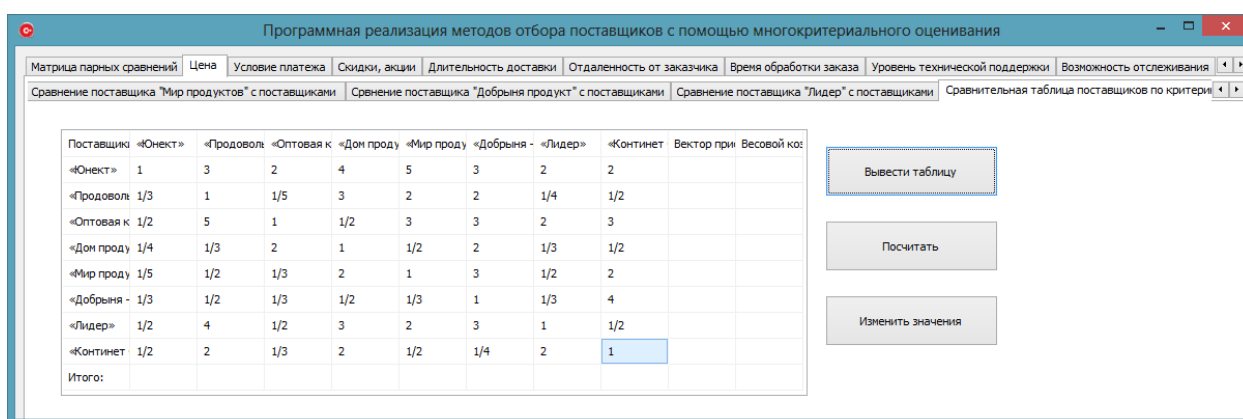 Программная реализация методов отбора поставщиков с помощью многокритериального оценивания
Матрица парных сравнений Цена Условие платежа Скидки, акции Длительность доставки Отдаленность от заказчика Время обработки заказа Уровень технической поддержки Возможность отслеживания
Сравнение поставщика "Мир продуктов" с поставщиками Срвнение поставщика "Добрыня продукт" с поставщиками Сравнение поставщика "Лидер" с поставщиками Сравнительная таблица поставщиков по критери
Поставщики «Юнект» «Продоволь «Оптовая к «Дом проду «Мир проду «Добрыня - «Лидер» «Континет Вектор при Весовой коэ
«Юнект» 1 3 2 4 5 3 2 2
«Продоволь 1/3 1 1/5 3 2 2 1/4 1/2
«Оптовая к 1/2 5 1 1/2 3 3 2 3
«Дом проду 1/4 1/3 2 1 1/2 2 1/3 1/2
«Мир проду 1/5 1/2 1/3 2 1 3 1/2 2
«Добрыня - 1/3 1/2 1/3 1/2 1/3 1 1/3 4
«Лидер» 1/2 4 1/2 3 2 3 1 1/2
«Континет 1/2 2 1/3 2 1/2 1/4 2 1
Итого:
Вывести таблицу
Посчитать
Изменить значения